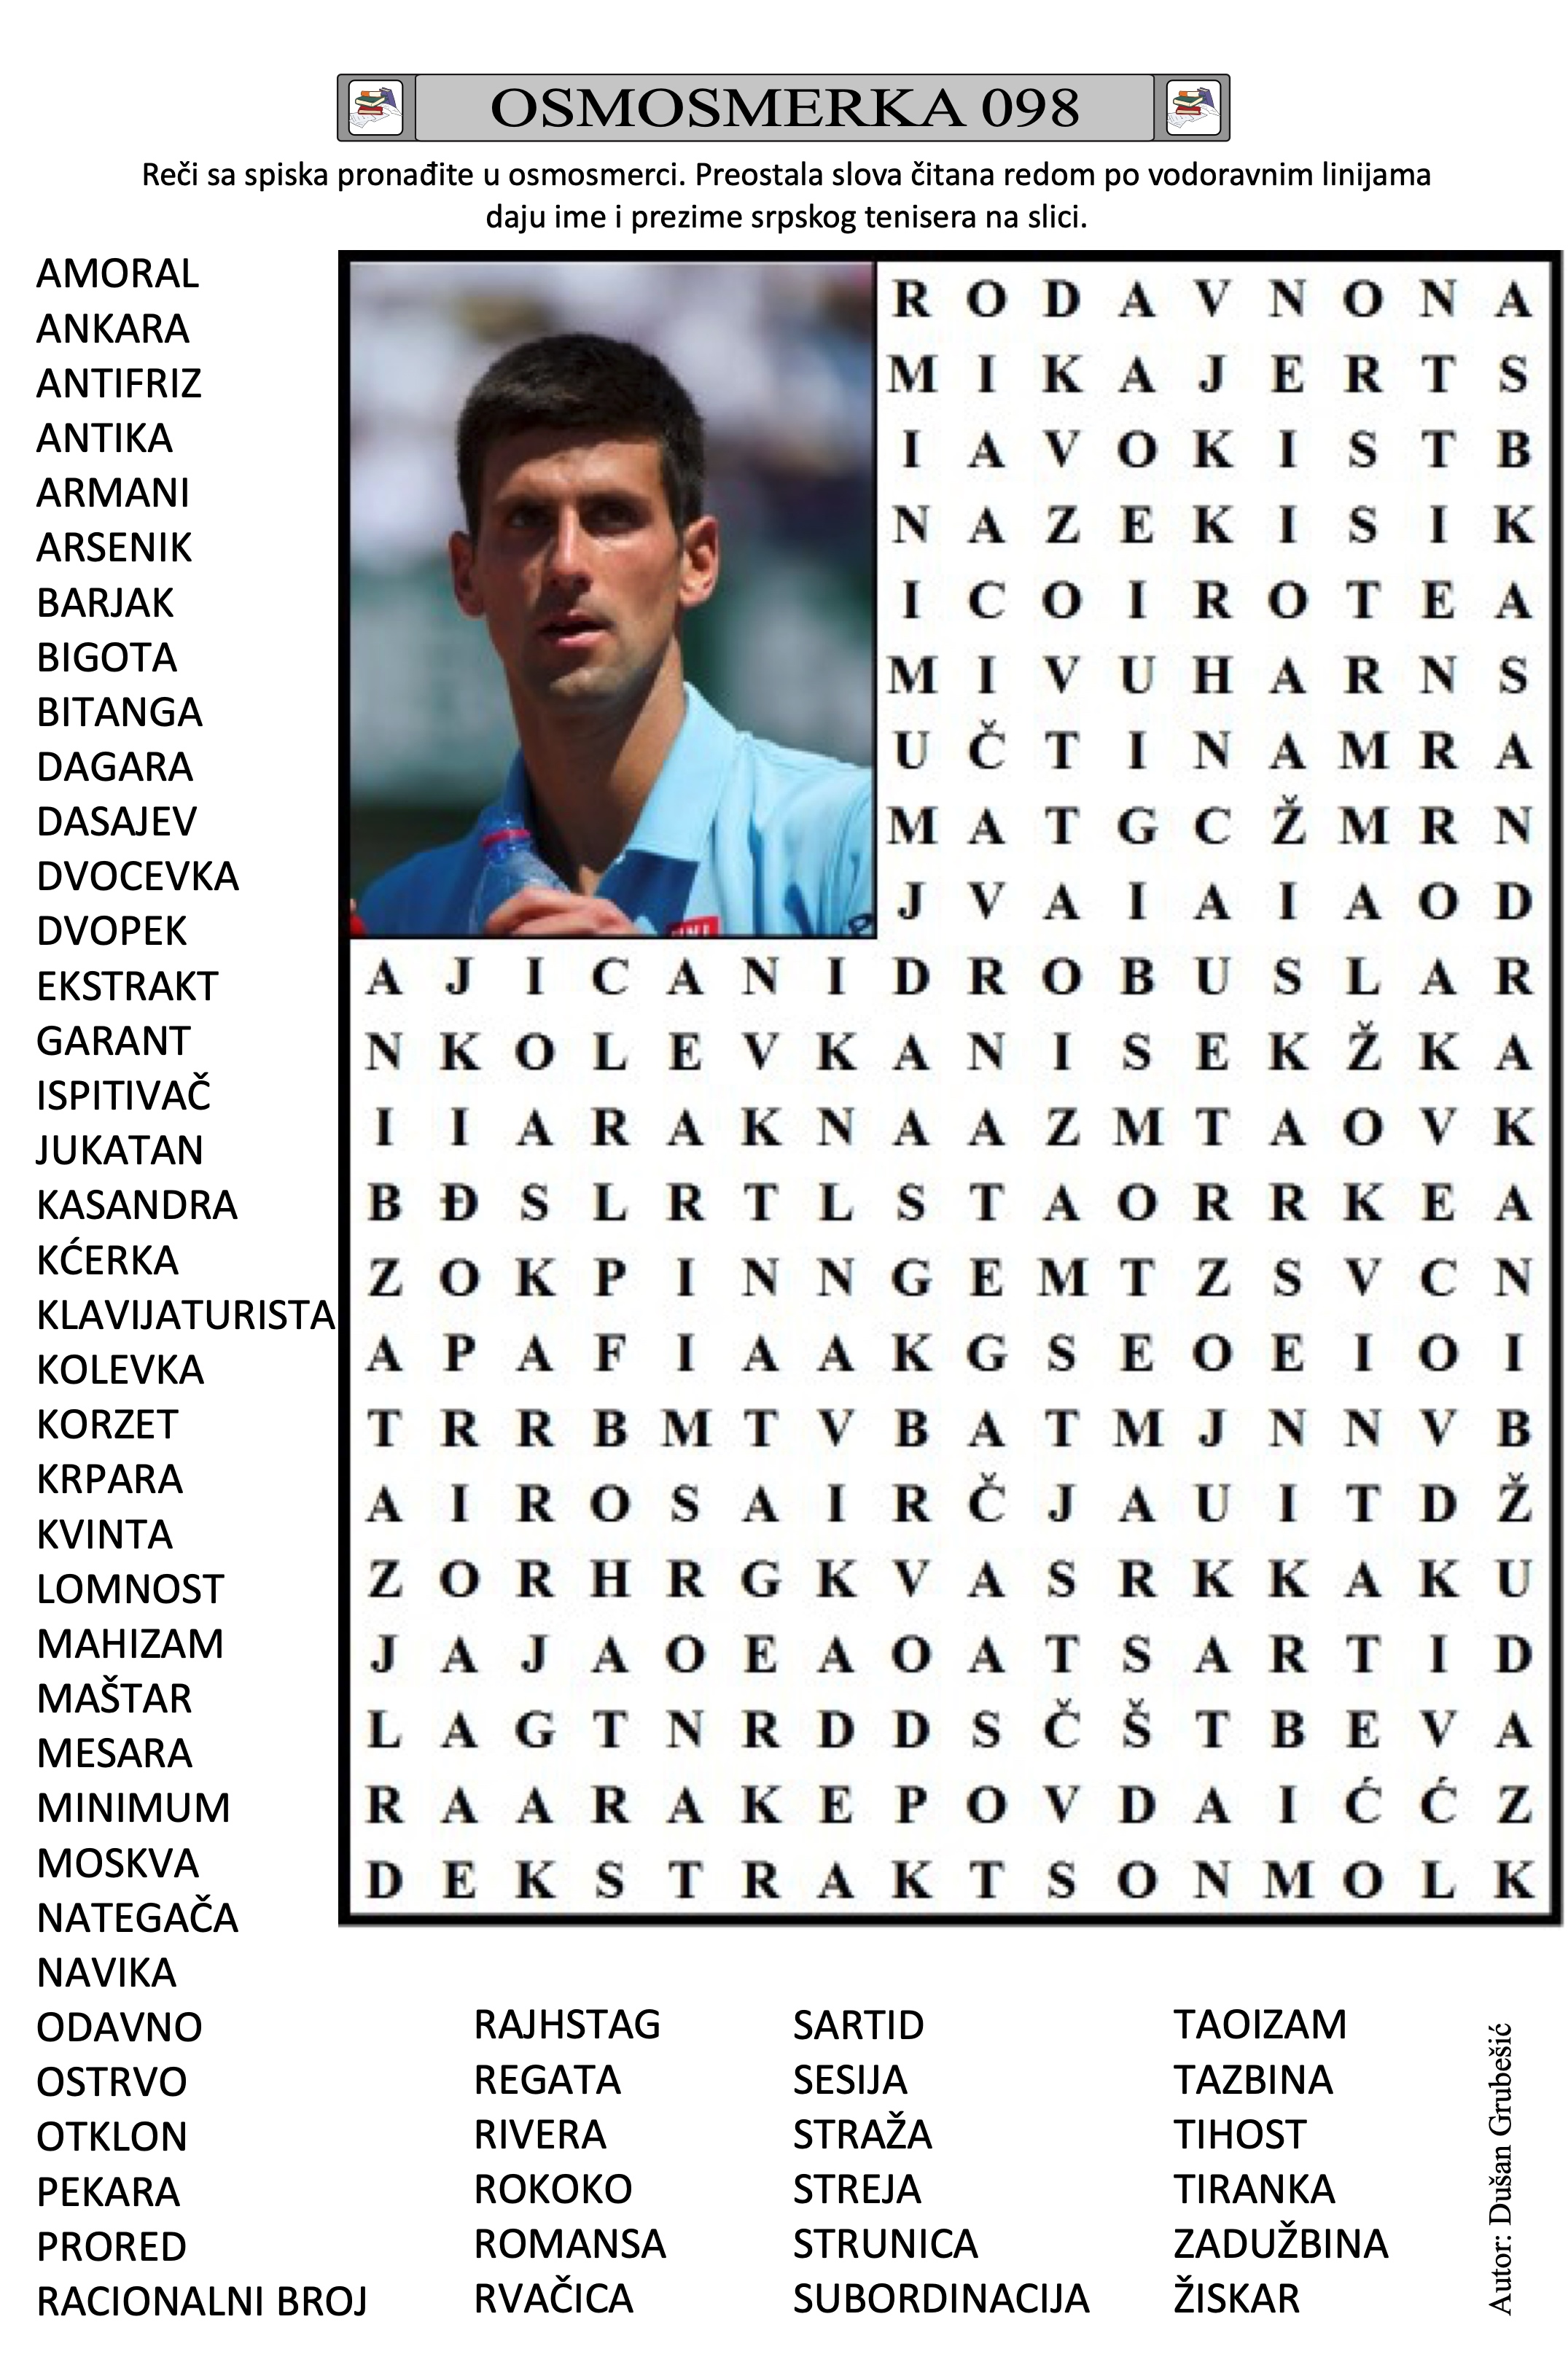 OSMOSMERKA 098
Reči sa spiska pronađite u osmosmerci. Preostala slova čitana redom po vodoravnim linijama
daju ime i prezime srpskog tenisera na slici.
AMORAL
ANKARA
ANTIFRIZ
ANTIKA
ARMANI
ARSENIK
BARJAK
BIGOTA
BITANGA
DAGARA
DASAJEV
DVOCEVKA
DVOPEK
EKSTRAKT
GARANT
ISPITIVAČ
JUKATAN
KASANDRA
KĆERKA
KLAVIJATURISTA
KOLEVKA
KORZET
KRPARA
KVINTA
LOMNOST
MAHIZAM
MAŠTAR
MESARA
MINIMUM
MOSKVA
NATEGAČA
NAVIKA
ODAVNO
OSTRVO
OTKLON
PEKARA
PRORED
RACIONALNI BROJ
R O D A V N O N A
M I K A J E R T S
I A V O K I S T B
N A Z E K I S I K
I C O I R O T E A
M I V U H A R N S
U Č T I N A M R A
M A T G C Ž M R N
J V A I A I A O D
A J I C A N I D R O B U S L A R
N K O L E V K A N I S E K Ž K A
I I A R A K N A A Z M T A O V K
B Đ S L R T L S T A O R R K E A
Z O K P I N N G E M T Z S V C N
A P A F I A A K G S E O E I O I
T R R B M T V B A T M J N N V B
A I R O S A I R Č J A U I T D Ž
Z O R H R G K V A S R K K A K U
J A J A O E A O A T S A R T I D
L A G T N R D D S Č Š T B E V A
R A A R A K E P O V D A I Ć Ć Z
D E K S T R A K T S O N M O L K
RAJHSTAG
REGATA
RIVERA
ROKOKO
ROMANSA
RVAČICA
SARTID
SESIJA
STRAŽA
STREJA
STRUNICA
SUBORDINACIJA
TAOIZAM
TAZBINA
TIHOST
TIRANKA
ZADUŽBINA
ŽISKAR
Autor: Dušan Grubešić